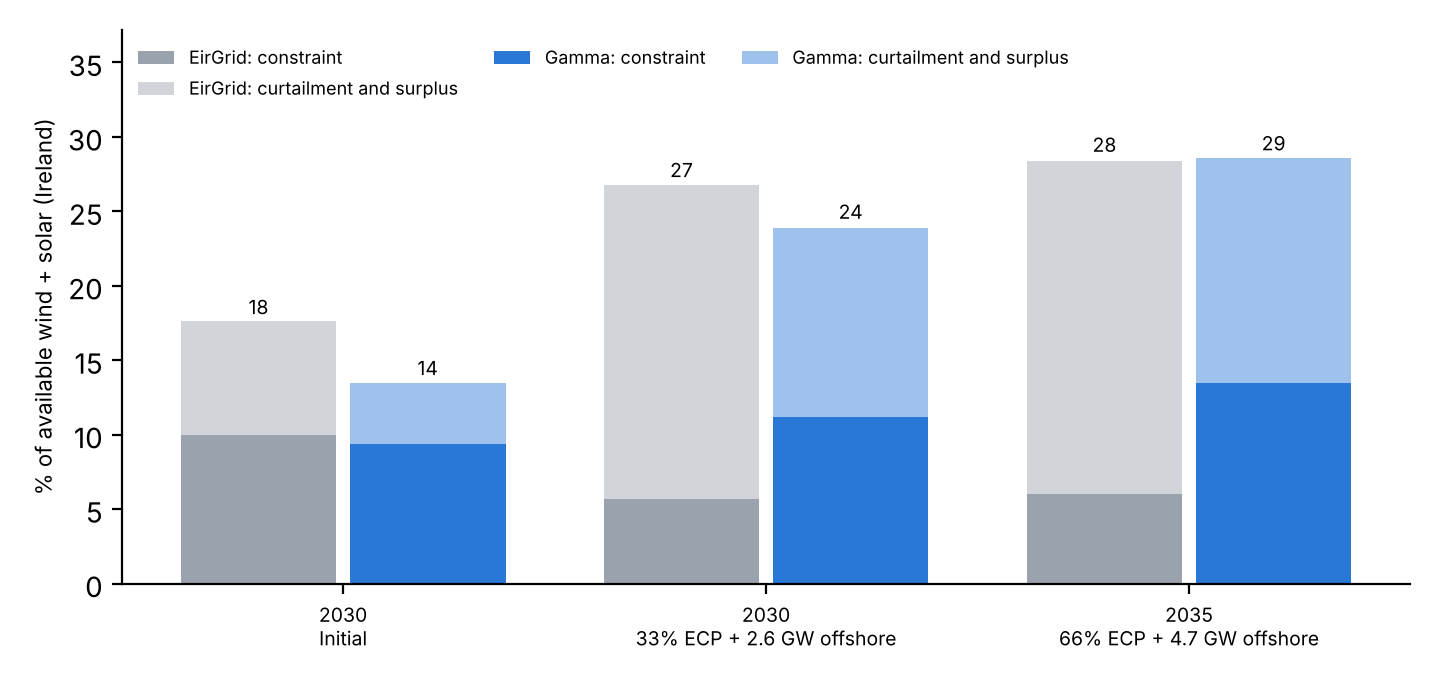 EirGrid: constraint
EirGrid: curtailment and surplus
Gamma: constraint
Gamma: curtailment and surplus
% of available wind + solar (Ireland)
35
30
25
20
15
10
5
0
18
14
27
24
28
29
2030
Initial
2030
33% ECP + 2.6 GW offshore
2035
66% ECP + 4.7 GW offshore